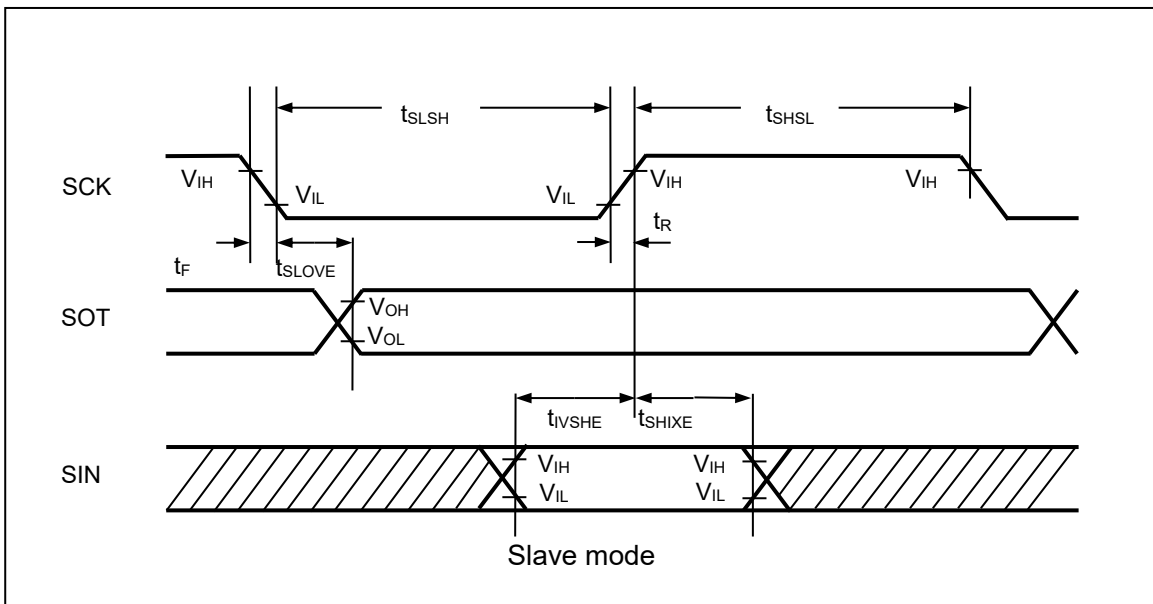 tSLSH
tSHSL
SCK
VIH
VIL
VIL
VIH
VIH
tR
tF
tSLOVE
SOT
VOH
VOL
tIVSHE
tSHIXE
SIN
VIH
VIH
VIL
VIL
Slave mode